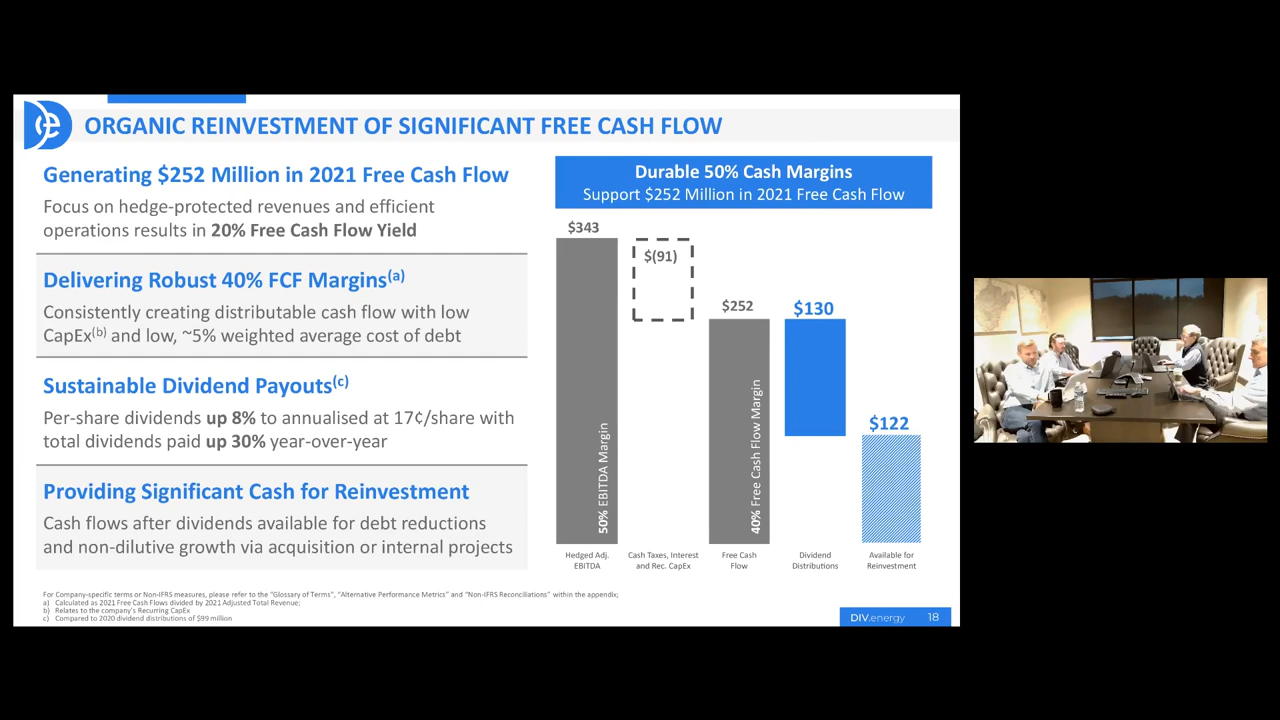 ORGANIC REINVESTMENT OF SIGNIFICANT FREE CASH FLOW
Generating $252 Million in 2021 Free Cash Flow
Focus on hedge-protected revenues and efficient
operations results in 20% Free Cash Flow Yield
Delivering Robust 40% FCF Margins(a)
Consistently creating distributable cash flow with low
CapEx(b) and low, ~5% weighted average cost of debt
Sustainable Dividend Payouts(c)
Per-share dividends up 8% to annualised at 17¢/share with
total dividends paid up 30% year-over-year
Providing Significant Cash for Reinvestment
Cash flows after dividends available for debt reductions
and non-dilutive growth via acquisition or internal projects
Durable 50% Cash Margins
Support $252 Million in 2021 Free Cash Flow
$343
$(91)
$252
$130
$122
50% EBITDA Margin
40% Free Cash Flow Margin
Hedged Adj.
EBITDA
Cash Taxes, Interest
and Rec. CapEx
Free Cash
Flow
Dividend
Distributions
Available for
Reinvestment
For Company-specific terms or Non-IFRS measures, please refer to the "Glossary of Terms", "Alternative Performance Metrics" and "Non-IFRS Reconciliations" within the appendix;
a) Calculated as 2021 Free Cash Flows divided by 2021 Adjusted Total Revenue;
b) Relates to the company's Recurring CapEx
c) Compared to 2020 dividend distributions of $99 million
DIV.energy 18